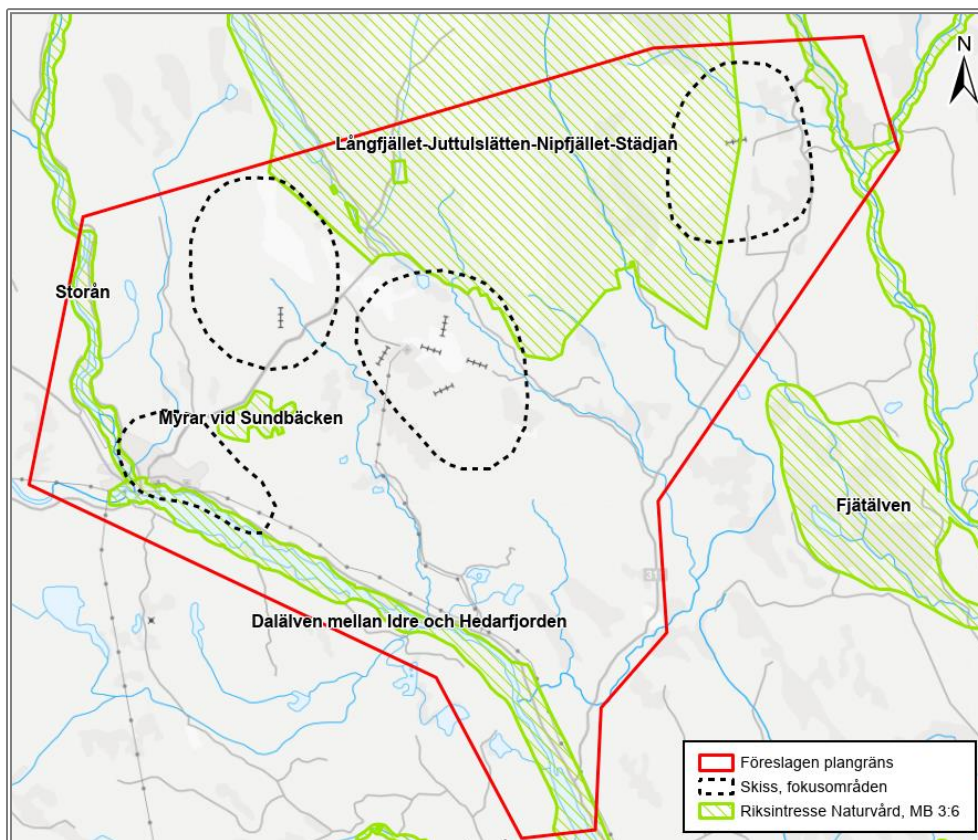 N
Långfjället-Juttulslätten-Nipfjället-Städjan
Storån
Myrar vid Sundbäcken
Fjätälven
Dalälven mellan Idre och Hedarfjorden
Föreslagen plangräns
Skiss, fokusområden
Riksintresse Naturvård, MB 3:6